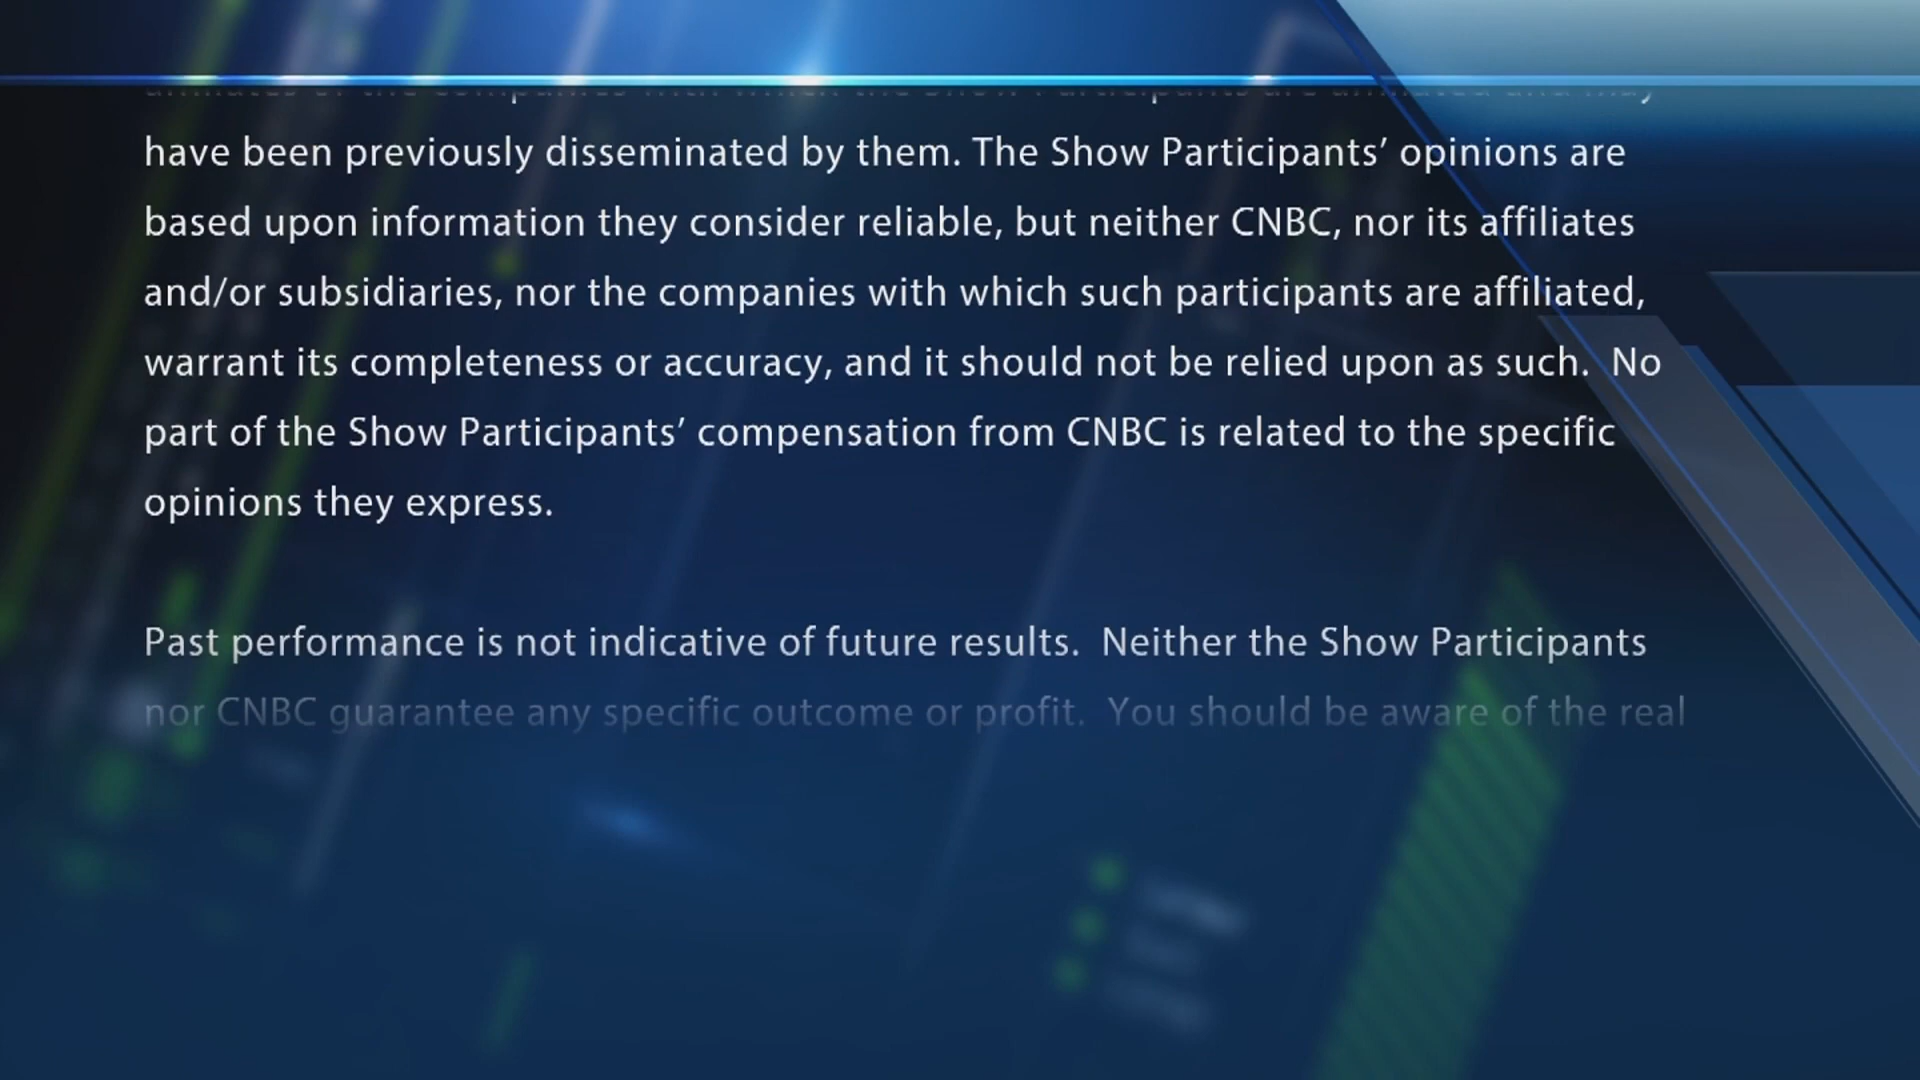 have been previously disseminated by them. The Show Participants’ opinions are
based upon information they consider reliable, but neither CNBC, nor its affiliates
and/or subsidiaries, nor the companies with which such participants are affiliated,
warrant its completeness or accuracy, and it should not be relied upon as such.  No
part of the Show Participants’ compensation from CNBC is related to the specific
opinions they express.
Past performance is not indicative of future results.  Neither the Show Participants
nor CNBC guarantee any specific outcome or profit.  You should be aware of the real